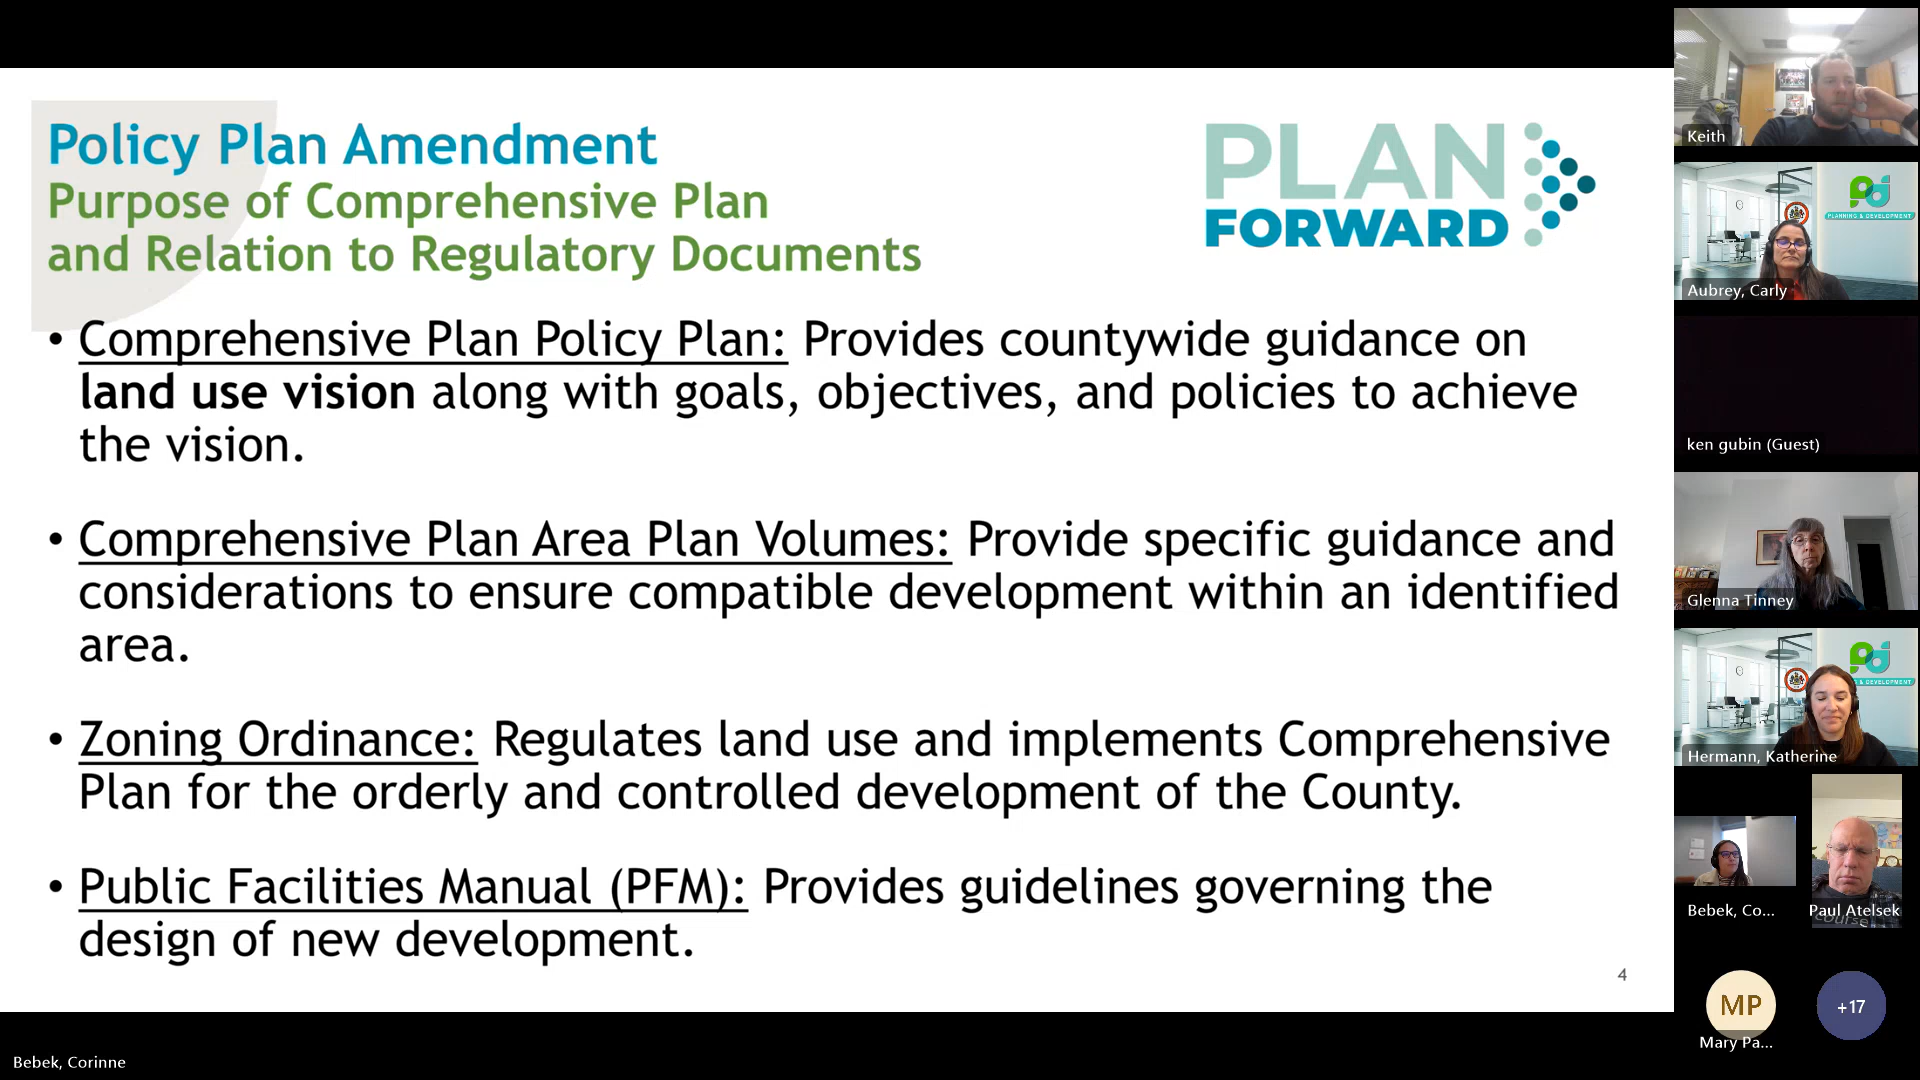 Policy Plan Amendment
Purpose of Comprehensive Plan
and Relation to Regulatory Documents
PLAN
FORWARD
• Comprehensive Plan Policy Plan: Provides countywide guidance on
land use vision along with goals, objectives, and policies to achieve
the vision.
• Comprehensive Plan Area Plan Volumes: Provide specific guidance and
considerations to ensure compatible development within an identified
area.
• Zoning Ordinance: Regulates land use and implements Comprehensive
Plan for the orderly and controlled development of the County.
• Public Facilities Manual (PFM): Provides guidelines governing the
design of new development.
4
Bebek, Corinne
Keith
PLANNING & DEVELOPMENT
Aubrey, Carly
ken gubin (Guest)
Glenna Tinney
& DEVELOPMENT
Hermann, Katherine
Bebek, Co...
Paul Atelsek
course
MP
Mary Pa...
+17